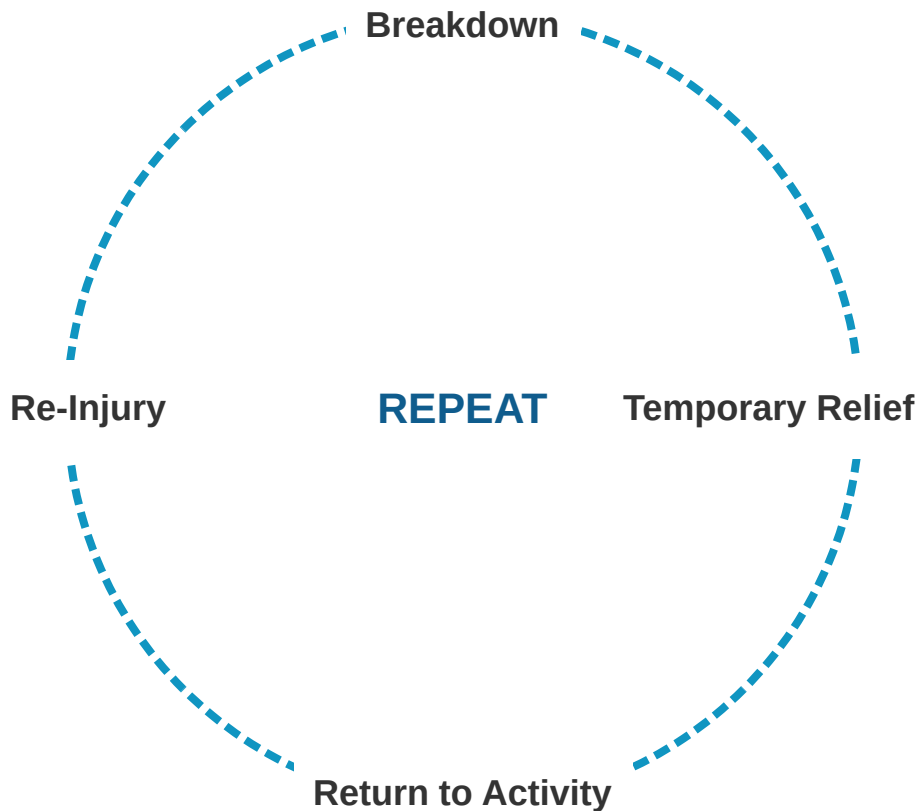 Breakdown
Re-Injury
REPEAT
Temporary Relief
Return to Activity